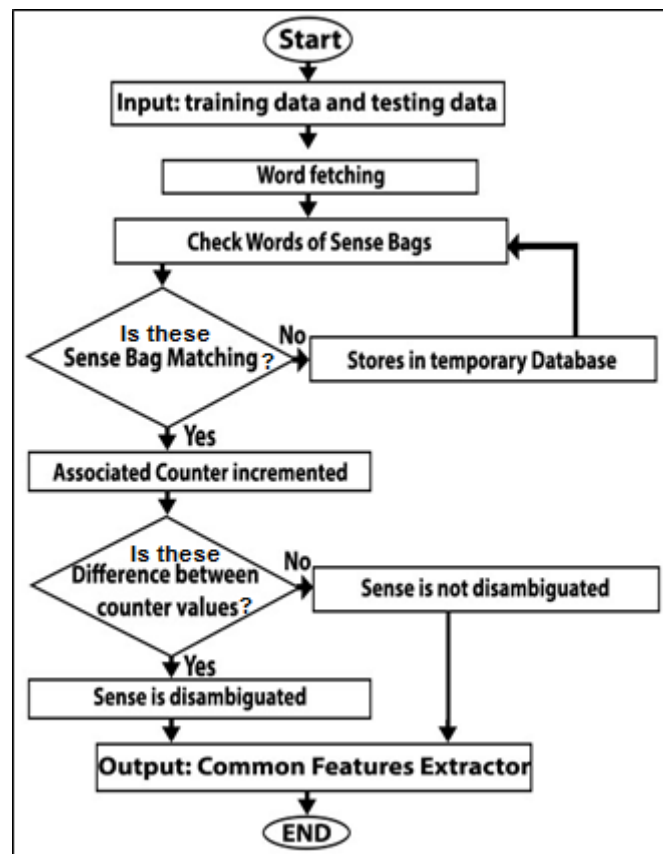 Start
Input: training data and testing data
Word fetching
Check Words of Sense Bags
Is these
Sense Bag Matching?
No
Stores in temporary Database
Yes
Associated Counter incremented
Is these
Difference between
counter values?
No
Sense is not disambiguated
Yes
Sense is disambiguated
Output: Common Features Extractor
END